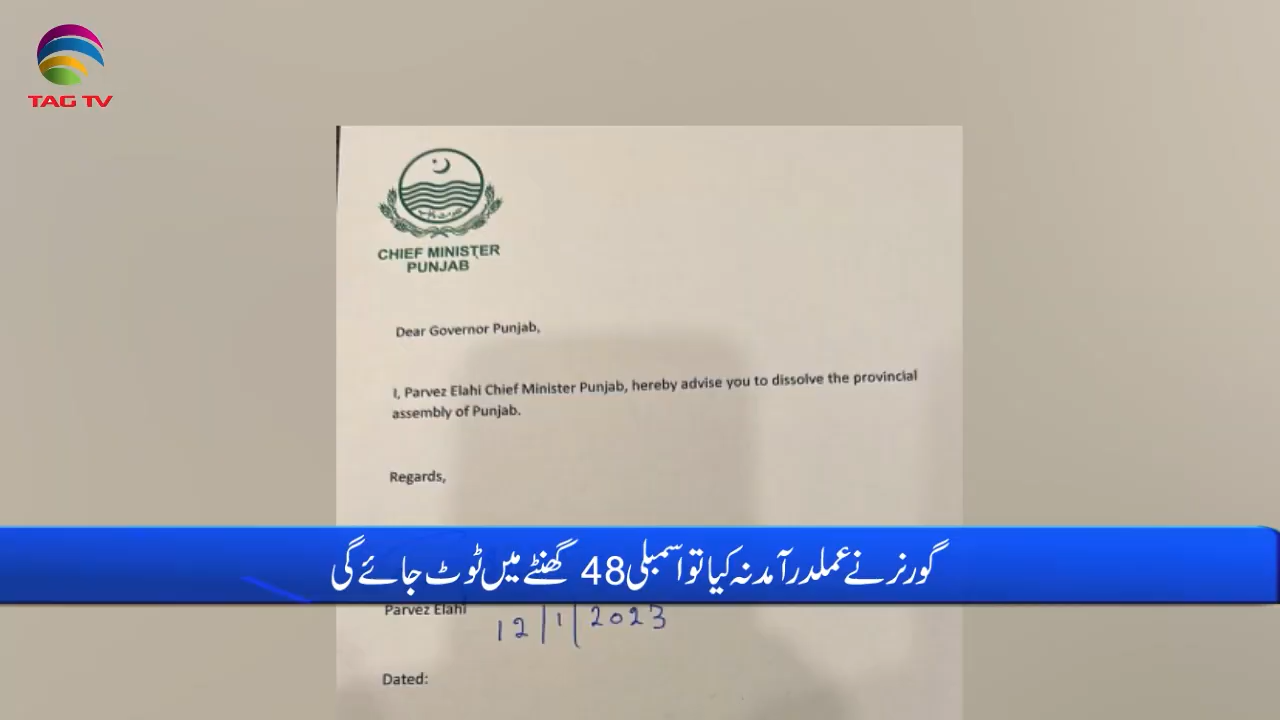 TAG TV
CHIEF MINISTER
PUNJAB
Dear Governor Punjab,
I, Parvez Elahi Chief Minister Punjab, hereby advise you to dissolve the provincial
assembly of Punjab.
Regards,
گورنر نے عملدرآمد نہ کیا تو اسمبلی 48 گھنٹے میں ٹوٹ جائے گی
Parvez Elahi
12/1/2023
Dated: